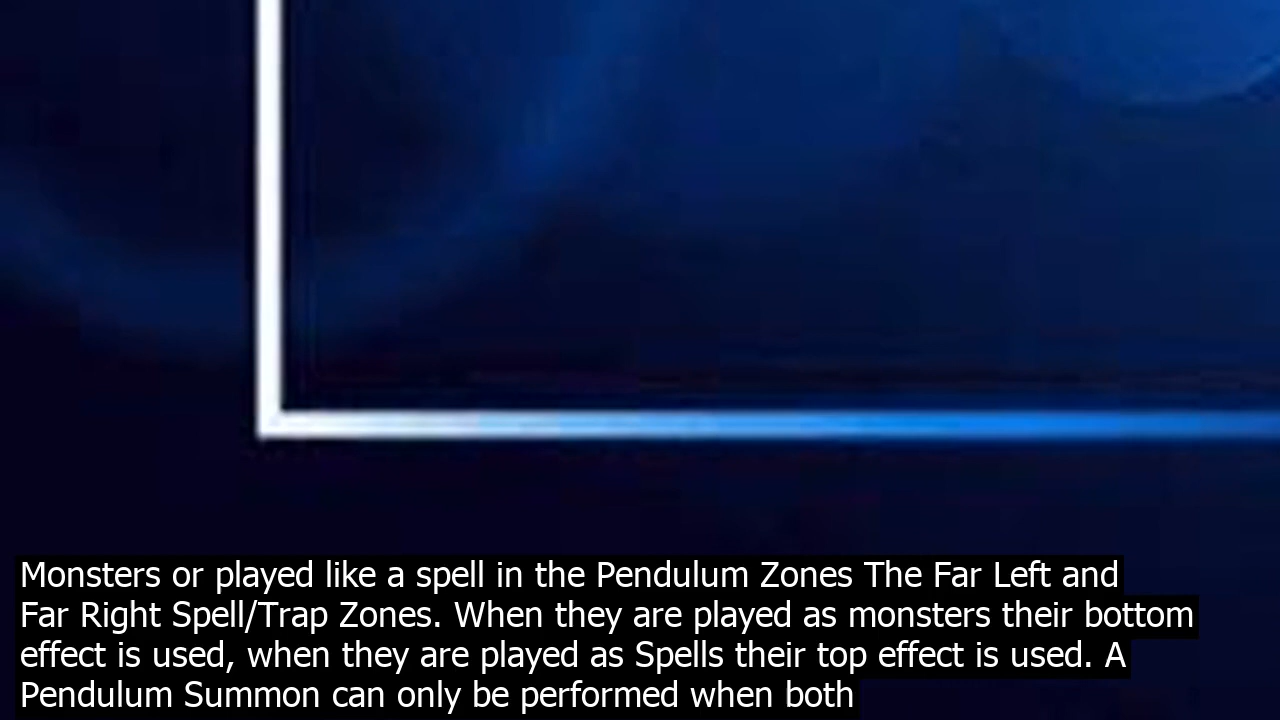 Monsters or played like a spell in the Pendulum Zones The Far Left and
Far Right Spell/Trap Zones. When they are played as monsters their bottom
effect is used, when they are played as Spells their top effect is used. A
Pendulum Summon can only be performed when both